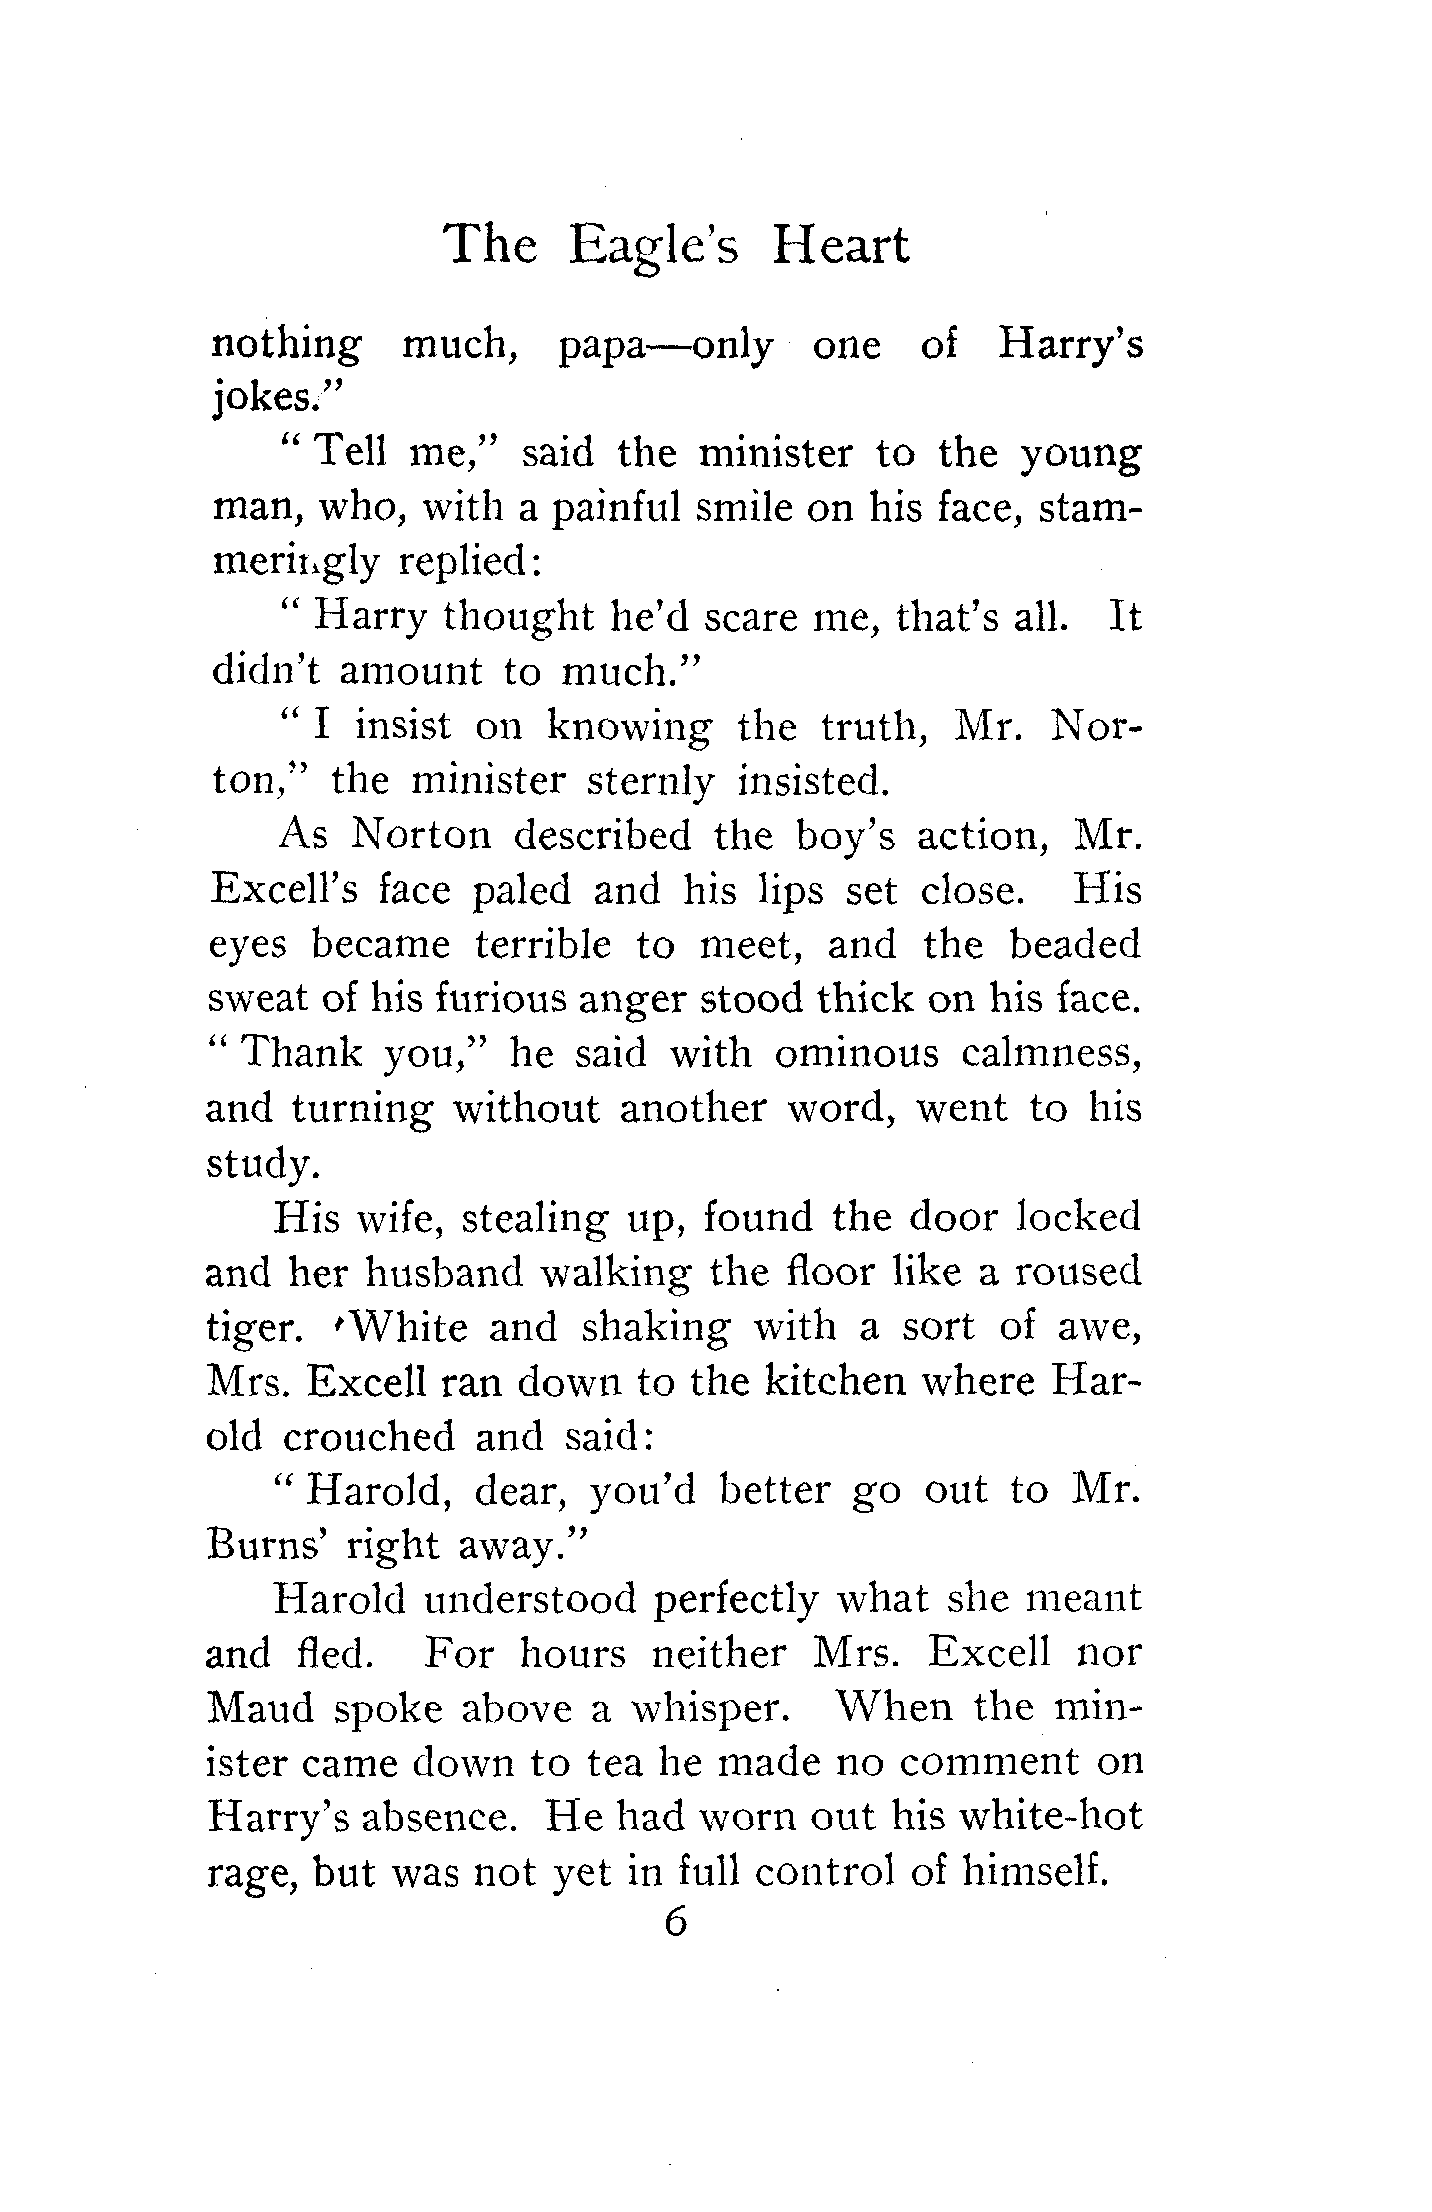 The Eagle's Heart
nothing much, papa—only one of Harry's
jokes."
" Tell me," said the minister to the young
man, who, with a painful smile on his face, stam-
meringly replied:
" Harry thought he'd scare me, that's all. It
didn't amount to much."
" I insist on knowing the truth, Mr. Nor-
ton," the minister sternly insisted.
As Norton described the boy's action, Mr.
Excell's face paled and his lips set close. His
eyes became terrible to meet, and the beaded
sweat of his furious anger stood thick on his face.
" Thank you," he said with ominous calmness,
and turning without another word, went to his
study.
His wife, stealing up, found the door locked
and her husband walking the floor like a roused
tiger. White and shaking with a sort of awe,
Mrs. Excell ran down to the kitchen where Har-
old crouched and said:
" Harold, dear, you'd better go out to Mr.
Burns' right away."
Harold understood perfectly what she meant
and fled. For hours neither Mrs. Excell nor
Maud spoke above a whisper. When the min-
ister came down to tea he made no comment on
Harry's absence. He had worn out his white-hot
rage, but was not yet in full control of himself.
6